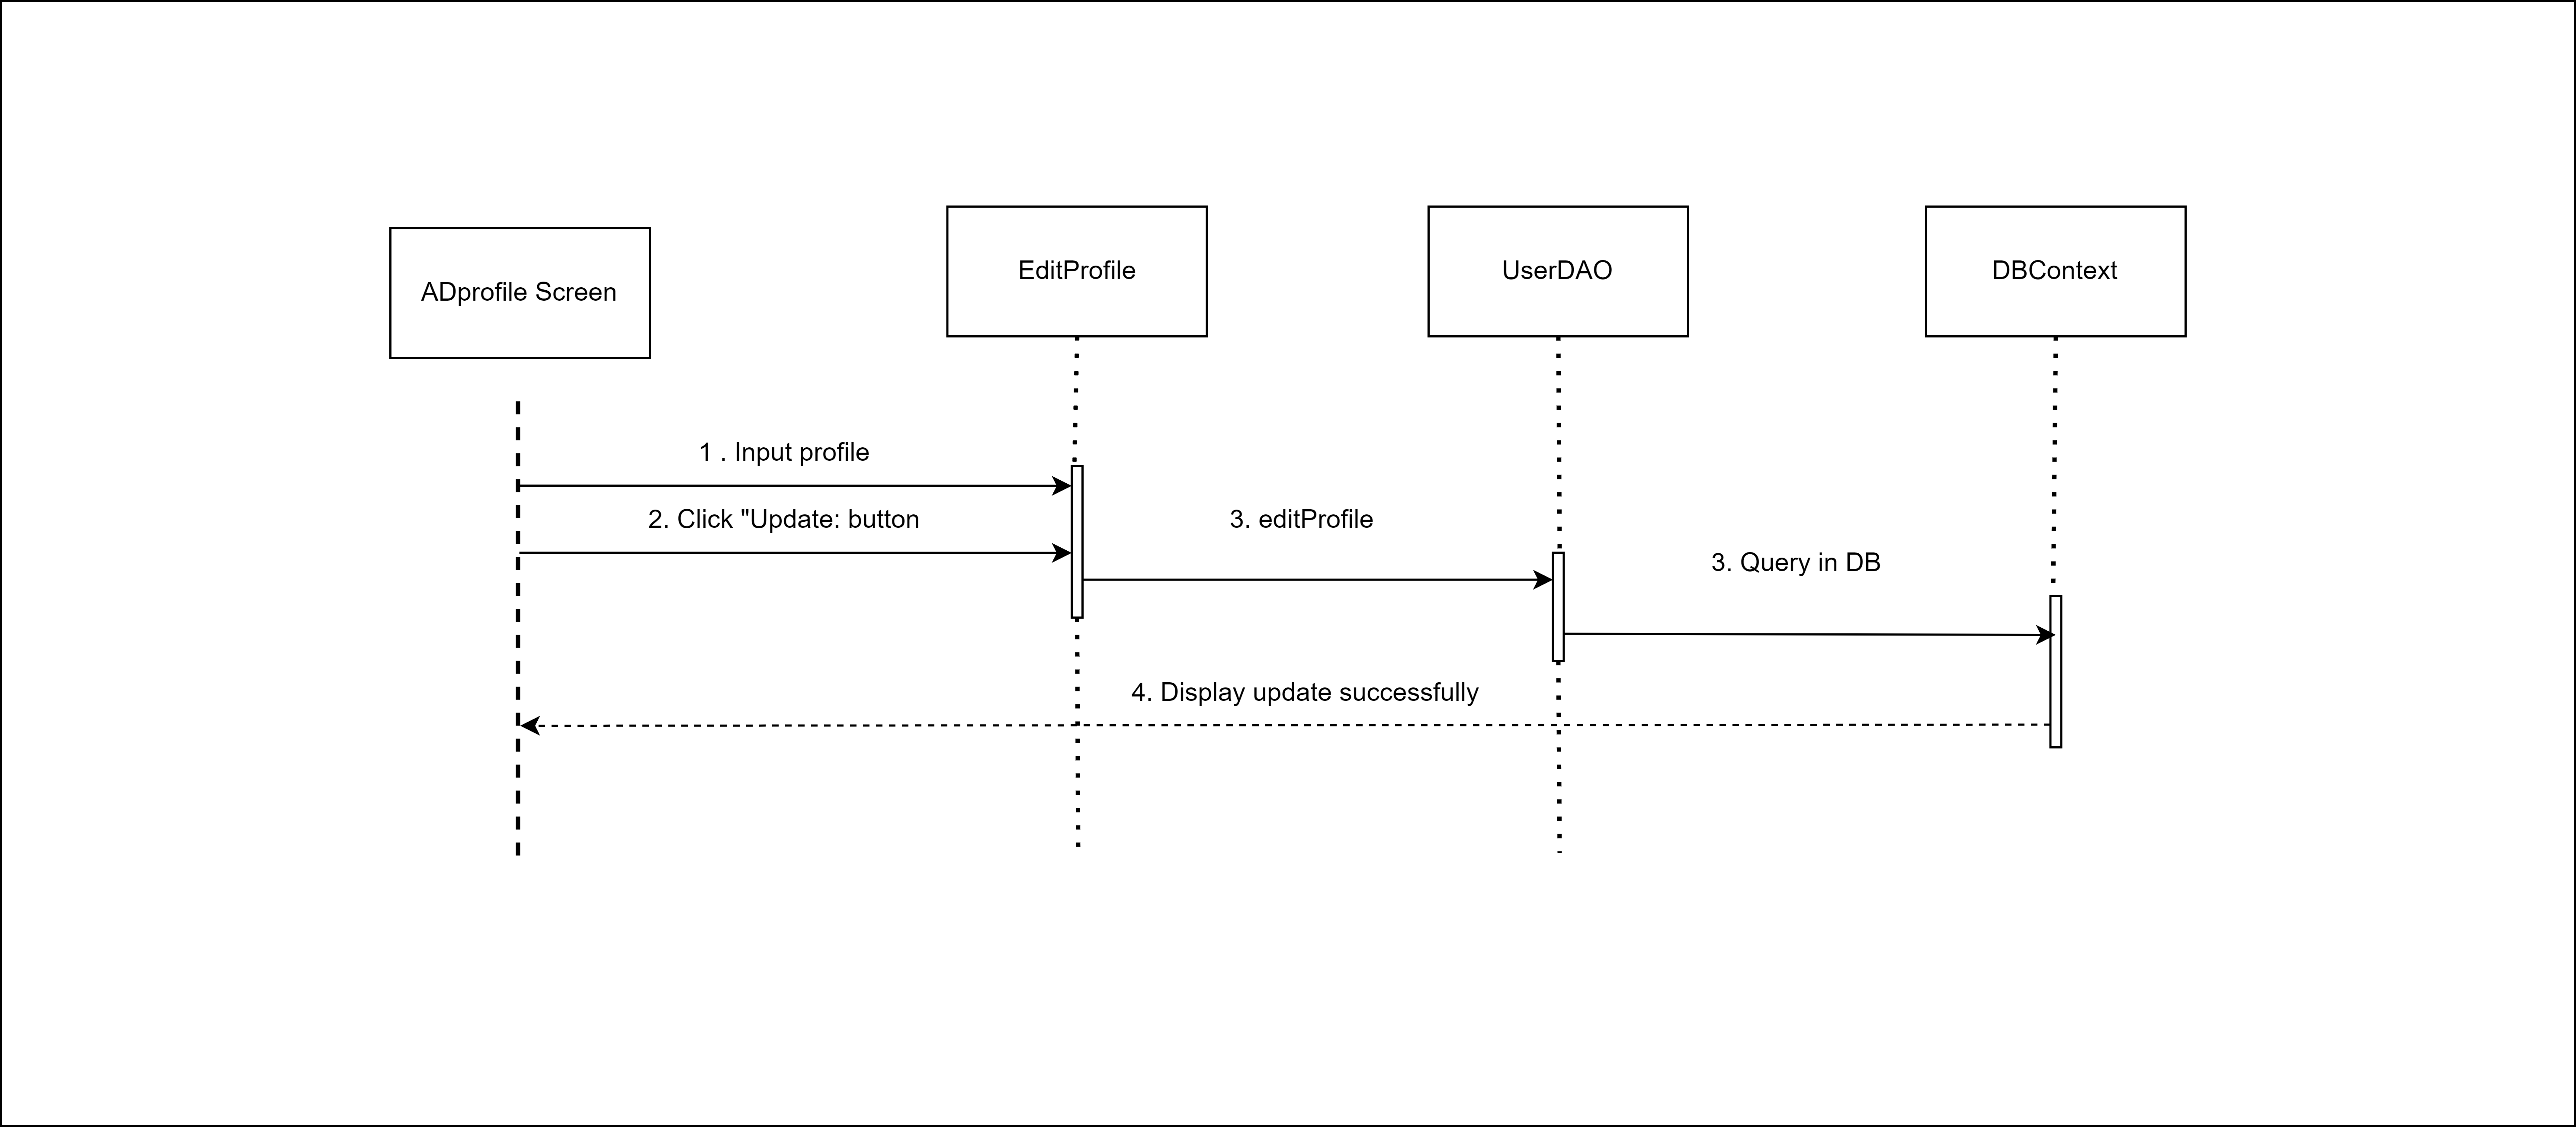 ADprofile Screen
EditProfile
UserDAO
DBContext
1 . Input profile
2. Click "Update: button
3. editProfile
3. Query in DB
4. Display update successfully